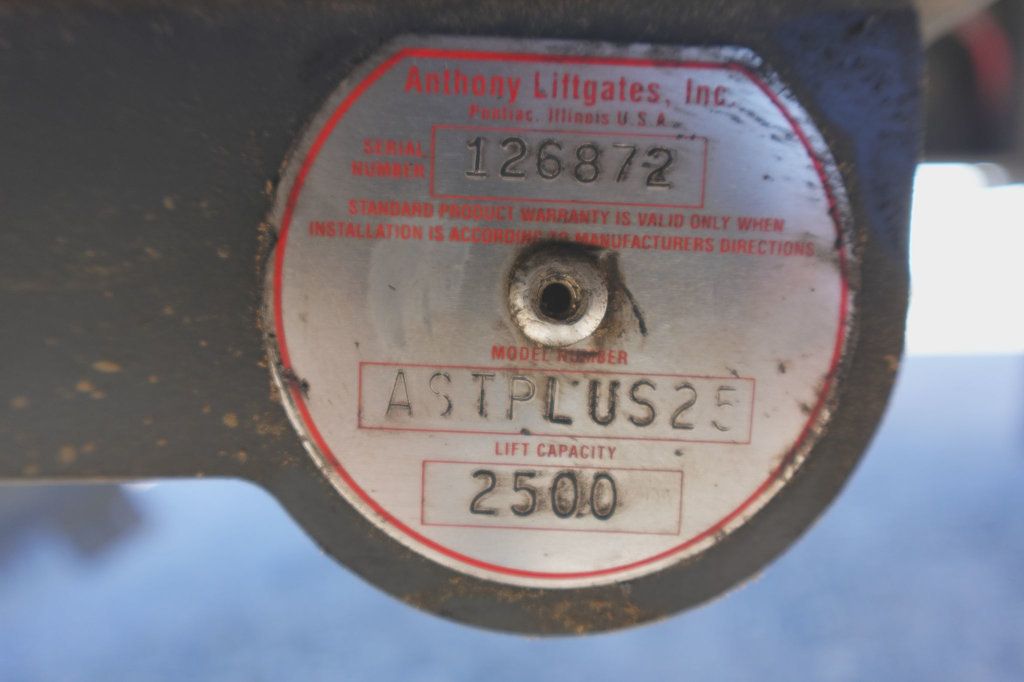 Anthony Liftgates, Inc.
Pontiac, Illinois U.S.A.
SERIAL
NUMBER
126872
STANDARD PRODUCT WARRANTY IS VALID ONLY WHEN
INSTALLATION IS ACCORDING TO MANUFACTURERS DIRECTIONS
MODEL NUMBER
ASTPLUS25
LIFT CAPACITY
2500